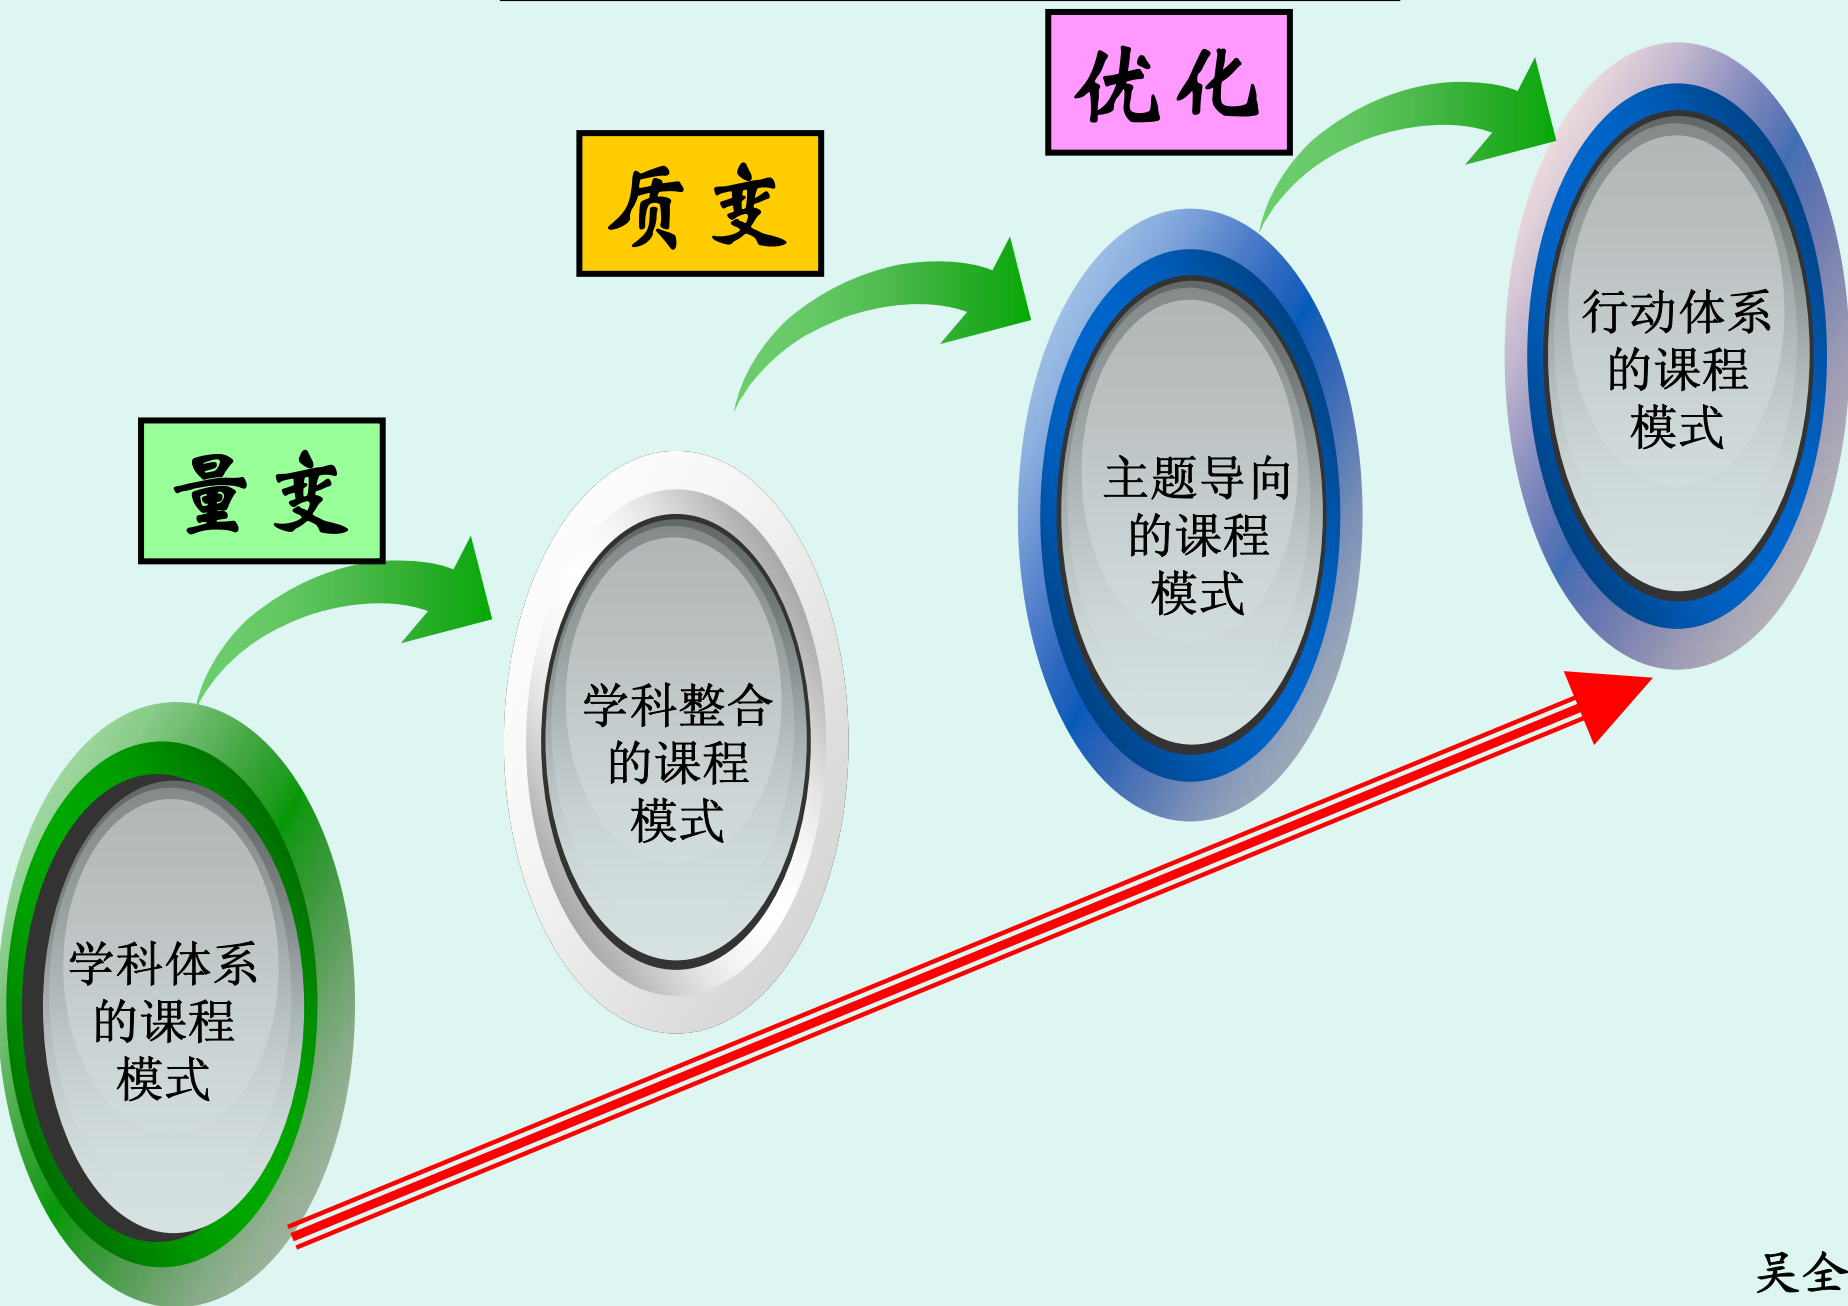 优化
质变
量变
行动体系
的课程
模式
主题导向
的课程
模式
学科整合
的课程
模式
学科体系
的课程
模式
吴全